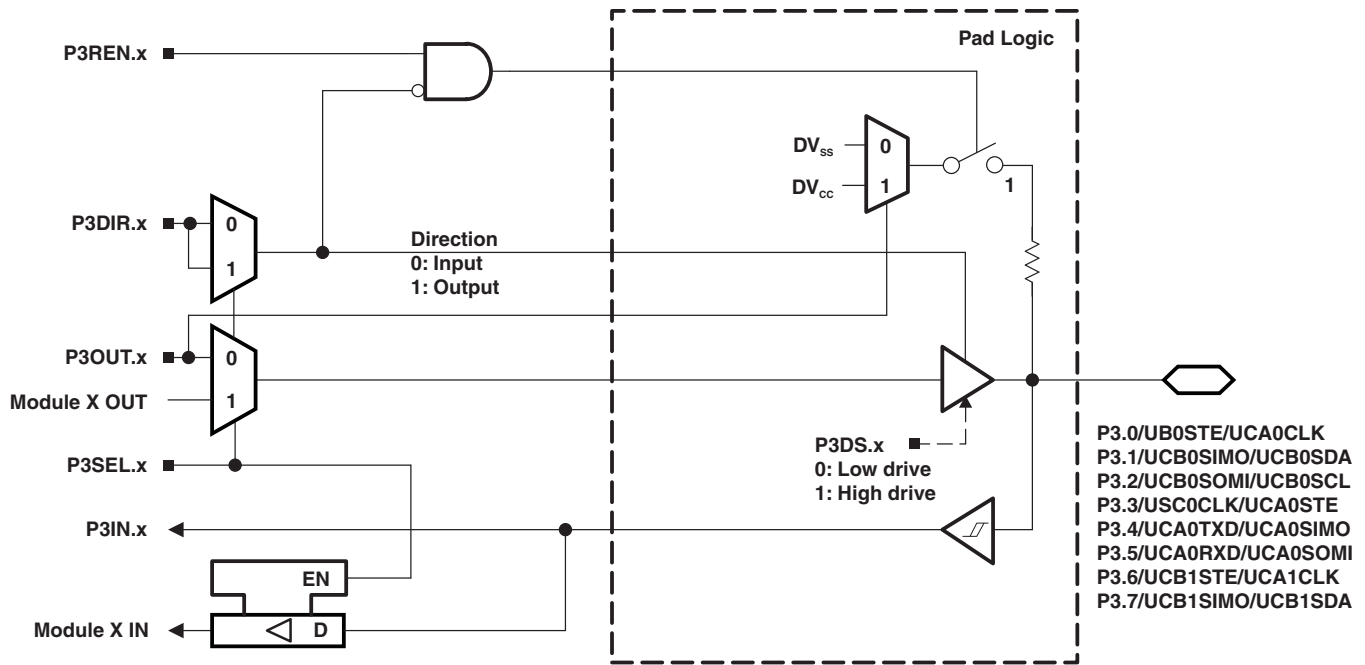 Pad Logic
P3REN.x
DVss
0
DVcc
1
1
P3DIR.x
0
1
Direction
0: Input
1: Output
P3OUT.x
0
Module X OUT
1
P3SEL.x
P3DS.x
0: Low drive
1: High drive
P3IN.x
EN
Module X IN
D
P3.0/UB0STE/UCA0CLK
P3.1/UCB0SIMO/UCB0SDA
P3.2/UCB0SOMI/UCB0SCL
P3.3/USC0CLK/UCA0STE
P3.4/UCA0TXD/UCA0SIMO
P3.5/UCA0RXD/UCA0SOMI
P3.6/UCB1STE/UCA1CLK
P3.7/UCB1SIMO/UCB1SDA